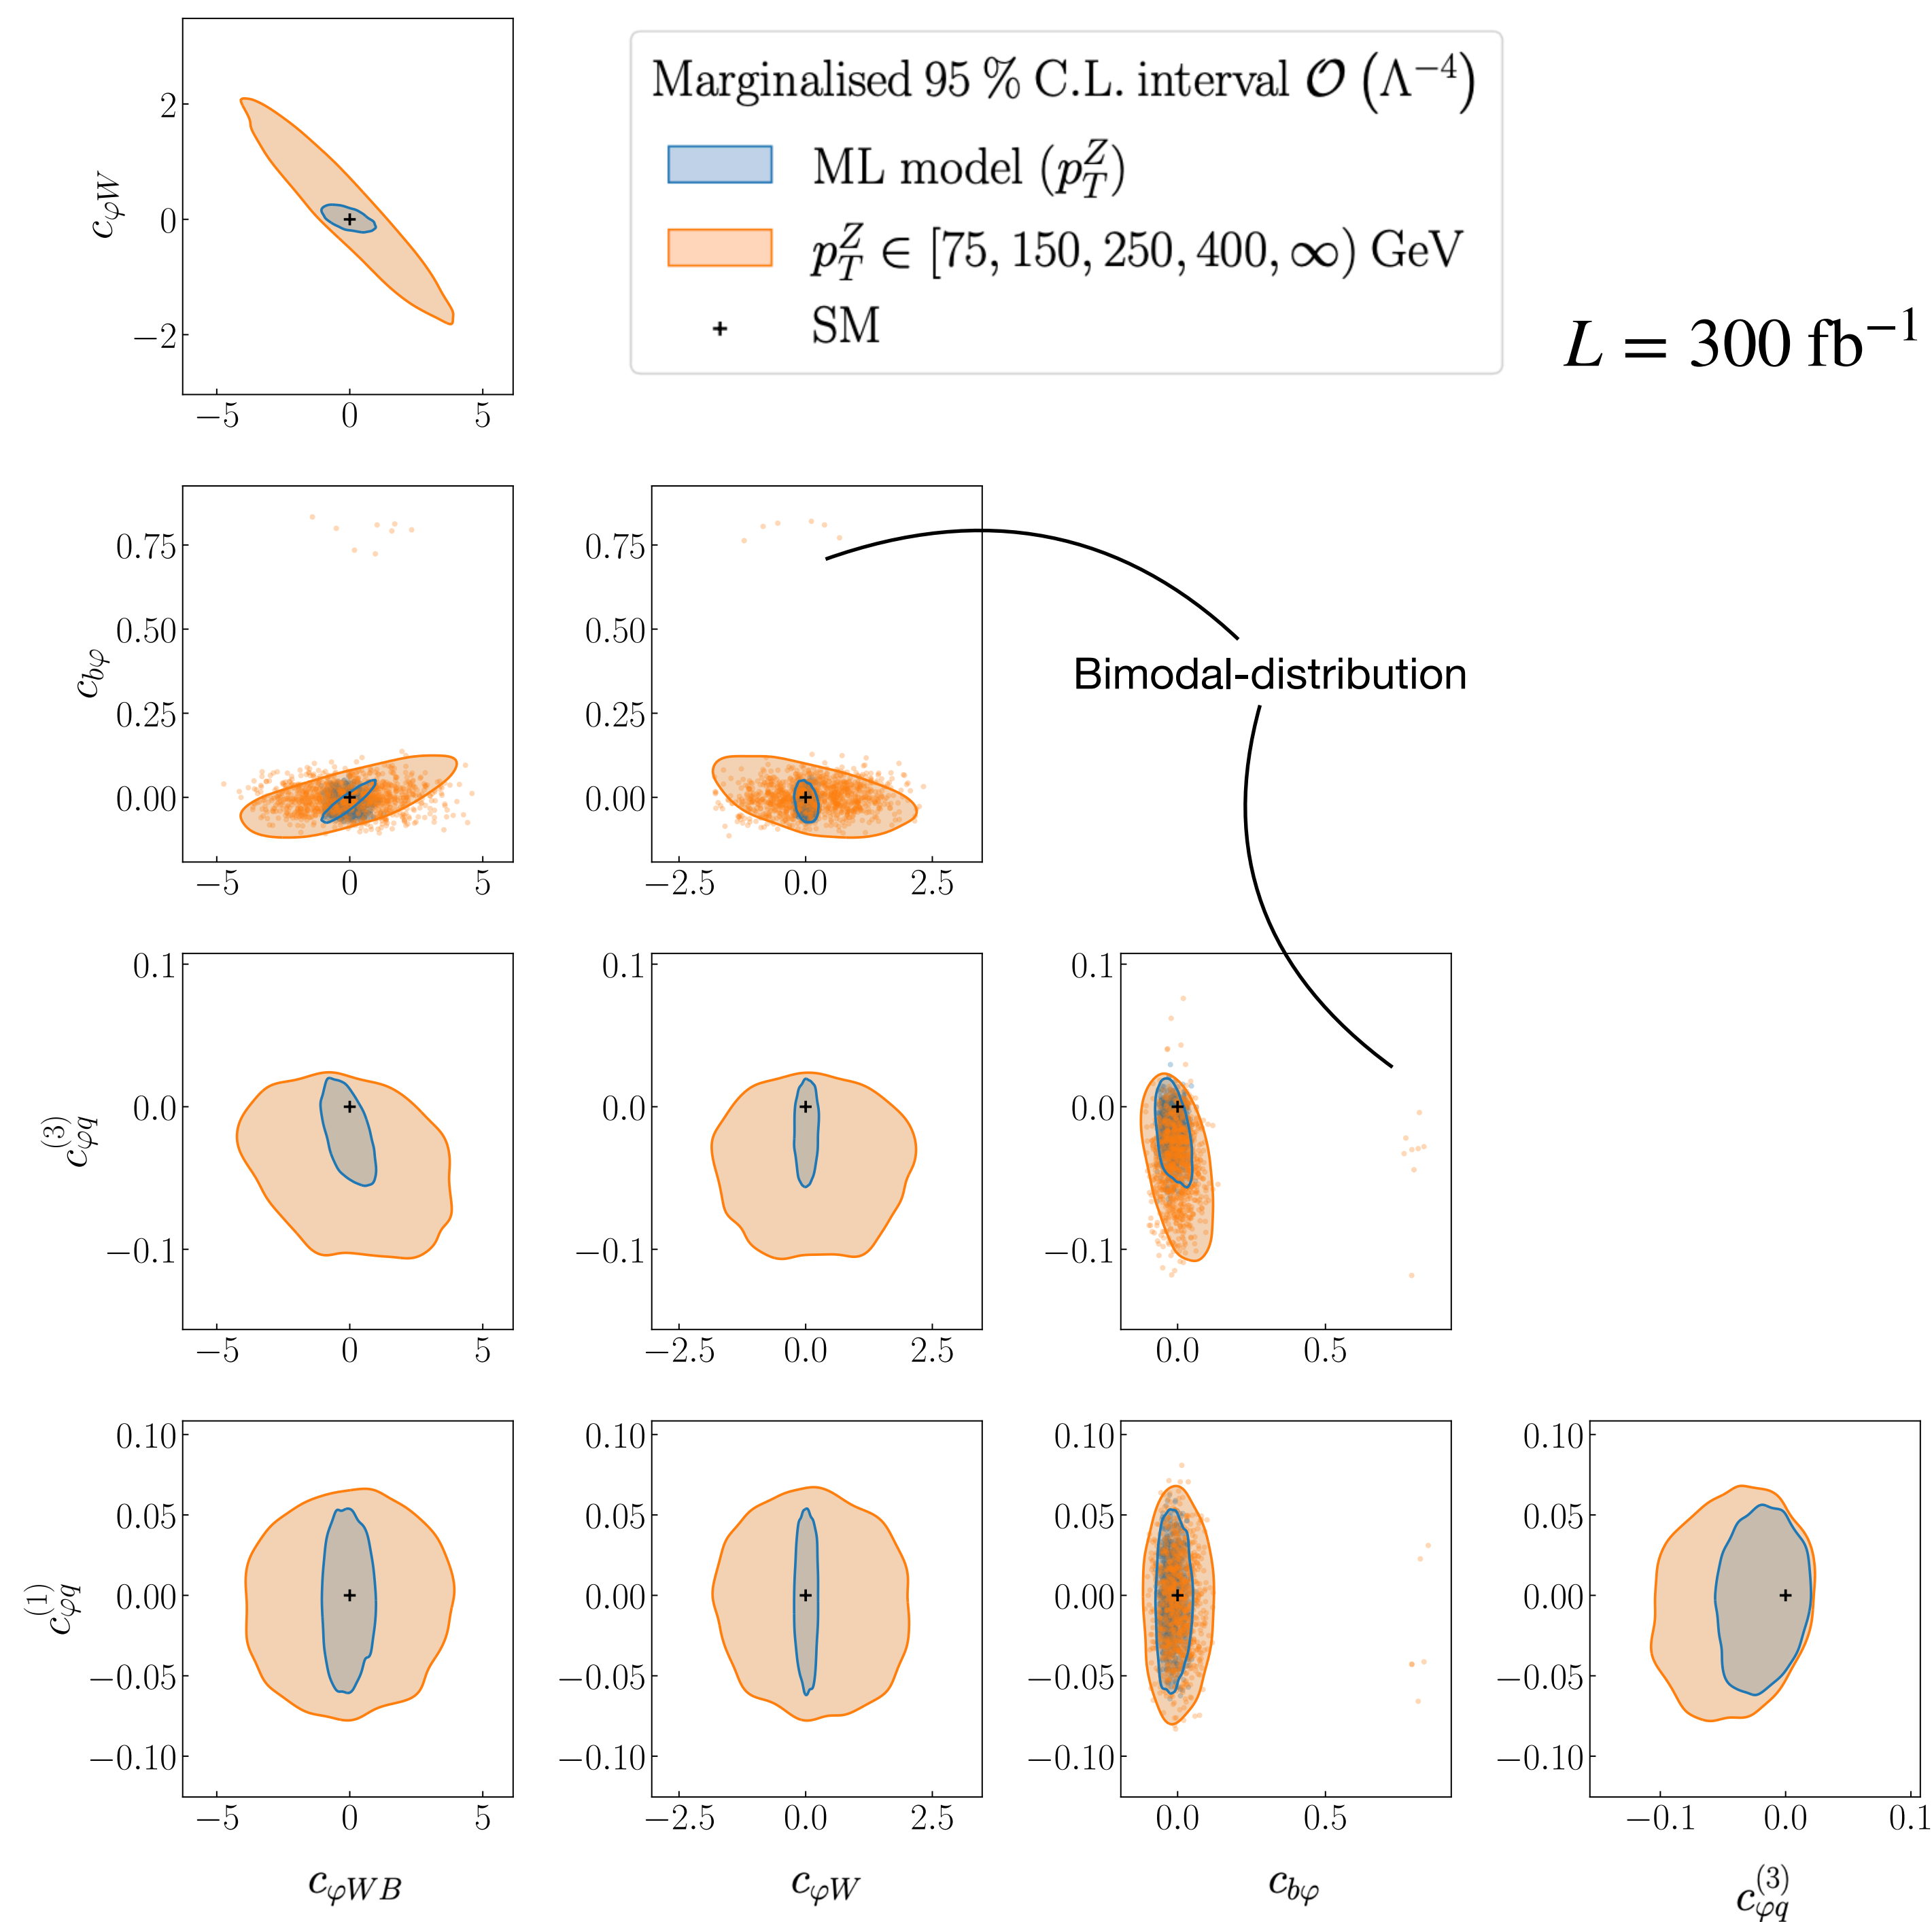 Marginalised 95 % C.L. interval 𝒪 (Λ⁻⁴)
ML model (p_T^Z)
p_T^Z ∈ [75, 150, 250, 400, ∞) GeV
SM
L = 300 fb⁻¹
c_φW
2
0
−2
−5 0 5
c_bφ
0.75
0.50
0.25
0.00
−5 0 5
0.75
0.50
0.25
0.00
−2.5 0.0 2.5
Bimodal-distribution
c_φq^(3)
0.1
0.0
−0.1
−5 0 5
0.1
0.0
−0.1
−2.5 0.0 2.5
0.1
0.0
−0.1
0.0 0.5
c_φq^(1)
0.10
0.05
0.00
−0.05
−0.10
−5 0 5
0.10
0.05
0.00
−0.05
−0.10
−2.5 0.0 2.5
0.10
0.05
0.00
−0.05
−0.10
0.0 0.5
0.10
0.05
0.00
−0.05
−0.10
−0.1 0.0 0.1
c_φWB c_φW c_bφ c_φq^(3)